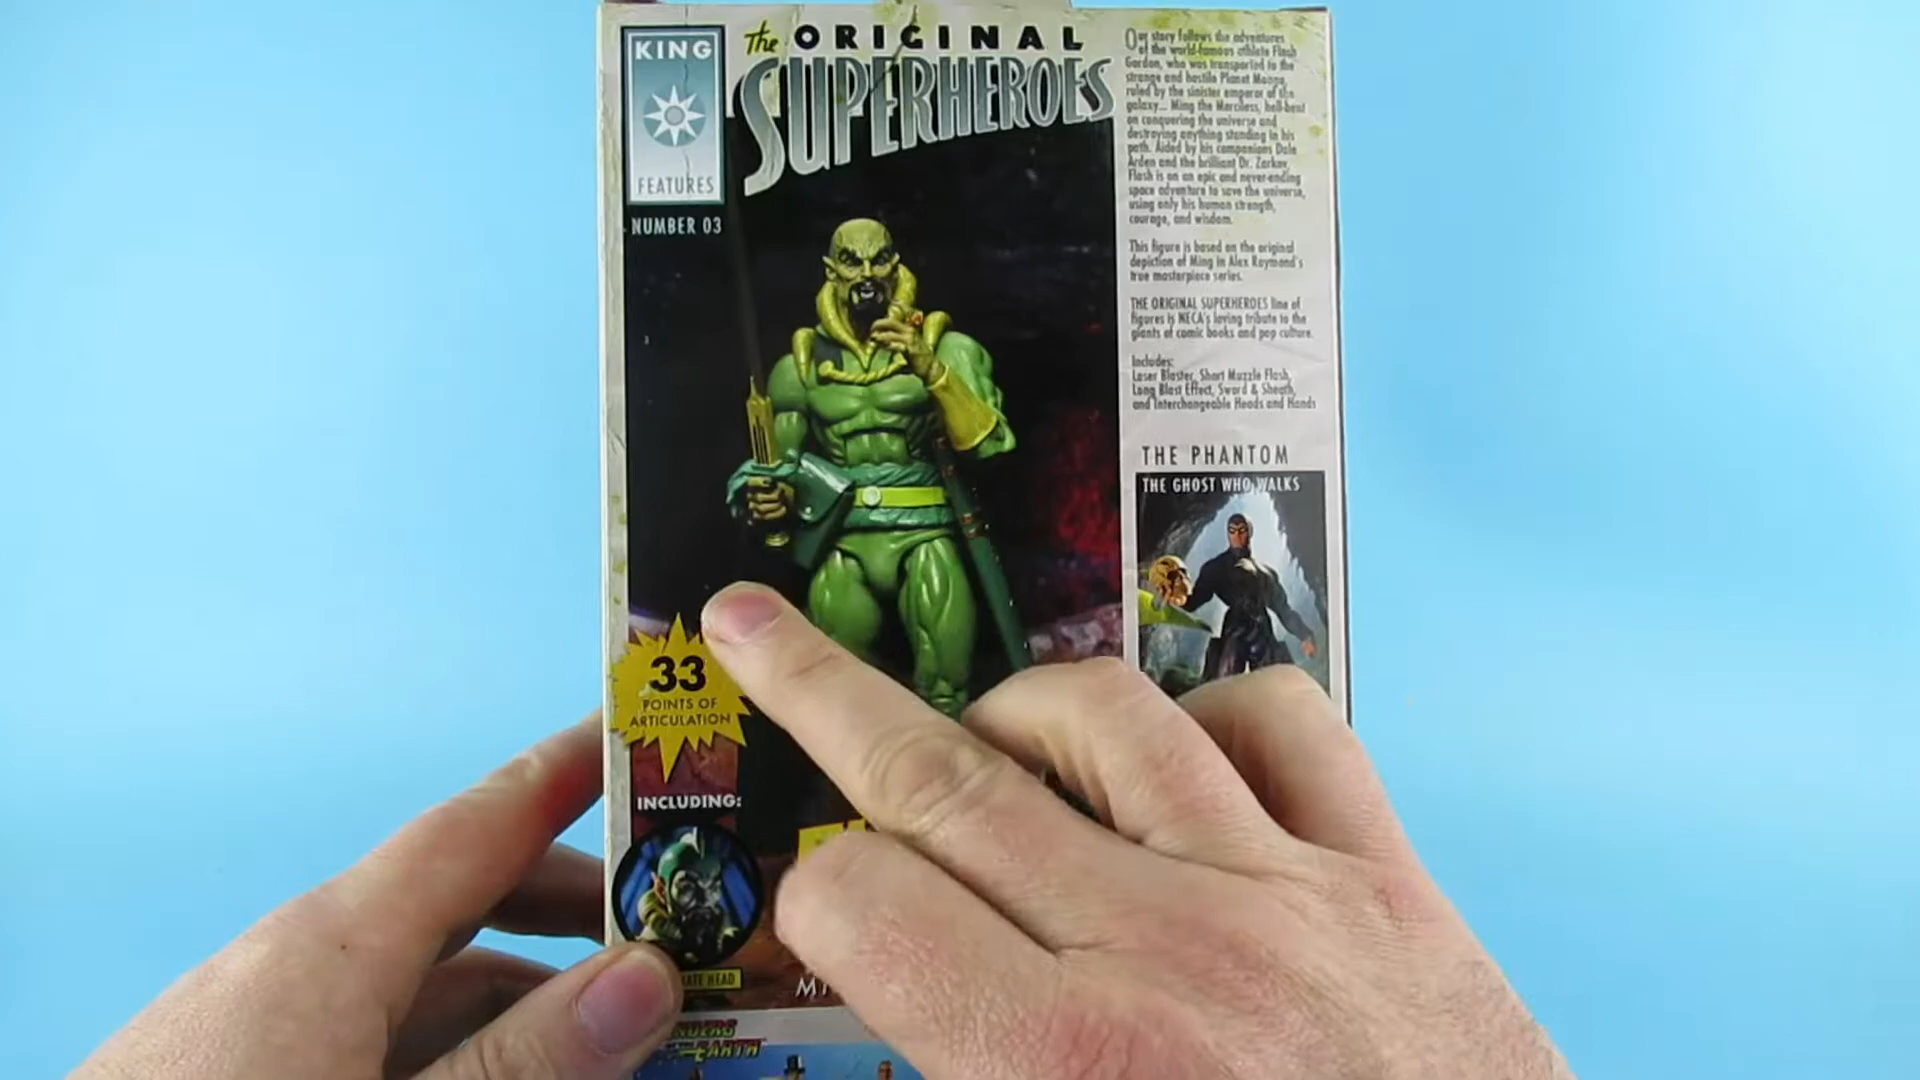 KING
FEATURES
NUMBER 03
The ORIGINAL
SUPERHEROES
Our story follows the adventures
of the world-famous athlete Flash
Gordon, who was transported to the
strange and hostile Planet Mongo,
ruled by the sinister emperor of the
galaxy... Ming the Merciless, hell-bent
on conquering the universe and
destroying anything standing in his
path. Aided by his companions Dale
Arden and the brilliant Dr. Zarkov,
Flash is on an epic and never-ending
space adventure to save the universe,
using only his human strength,
courage, and wisdom.
This figure is based on the original
depiction of Ming in Alex Raymond's
true masterpiece series.
THE ORIGINAL SUPERHEROES line of
figures is NECA's loving tribute to the
giants of comic books and pop culture.
Includes:
Laser Blaster, Short Muzzle Flash,
Long Blast Effect, Sword & Sheath,
and Interchangeable Heads and Hands
THE PHANTOM
THE GHOST WHO WALKS
33
POINTS OF
ARTICULATION
INCLUDING:
HEAD
EARTH